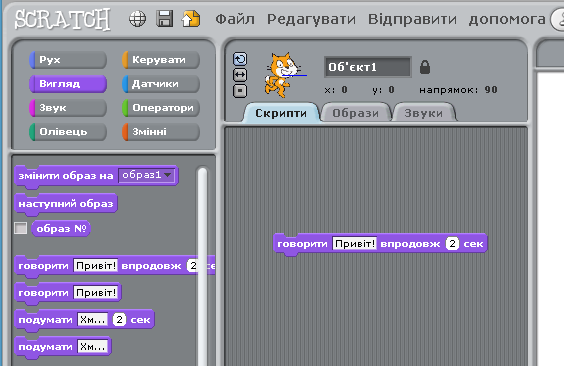 SCRATCH Файл Редагувати Відправити допомога
Рух Керувати
Вигляд Датчики
Звук Оператори
Олівець Змінні
Об'єкт1
x: 0 y: 0 напрямок: 90
Скрипти Образи Звуки
змінити образ на образ1
наступний образ
образ №
говорити Привіт! впродовж 2 се
говорити Привіт!
подумати Хм... 2 сек
подумати Хм...
говорити Привіт! впродовж 2 сек